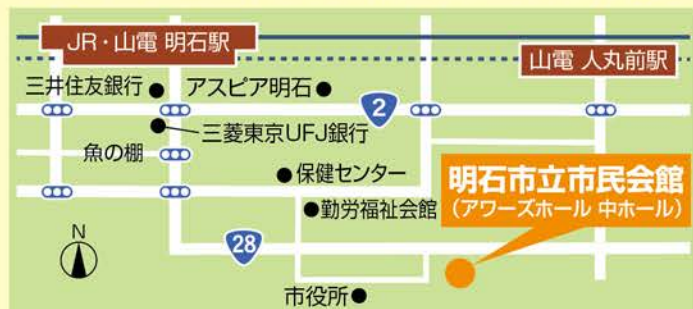 JR・山電 明石駅
山電 人丸前駅
三井住友銀行
アスピア明石
2
三菱東京UFJ銀行
魚の棚
保健センター
明石市立市民会館
（アワーズホール 中ホール）
勤労福祉会館
N
28
市役所